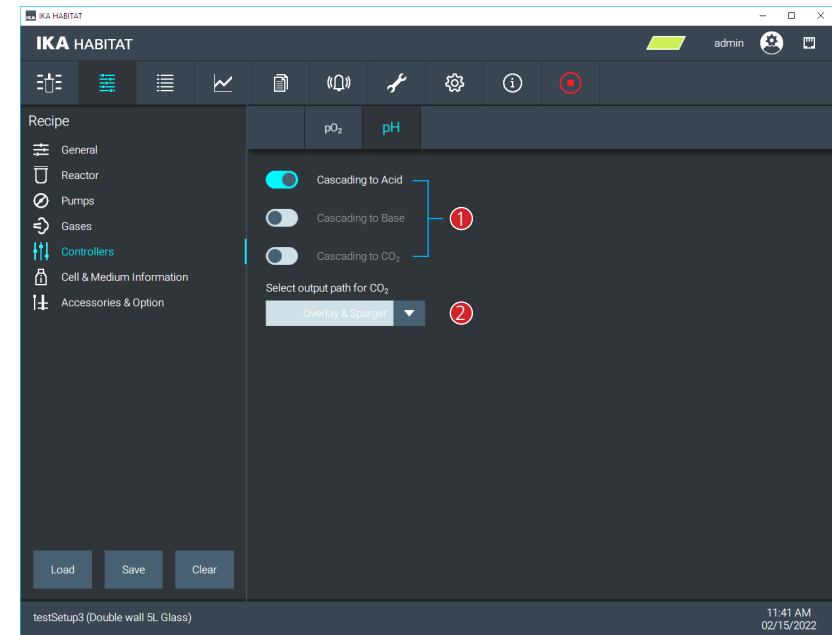 IKA HABITAT
IKA HABITAT
admin
Recipe
General
Reactor
Pumps
Gases
Controllers
Cell & Medium Information
Accessories & Option
pO₂
pH
Cascading to Acid
Cascading to Base
Cascading to CO₂
1
Select output path for CO₂
Overlay & Sparger
2
Load
Save
Clear
testSetup3 (Double wall 5L Glass)
11:41 AM
02/15/2022